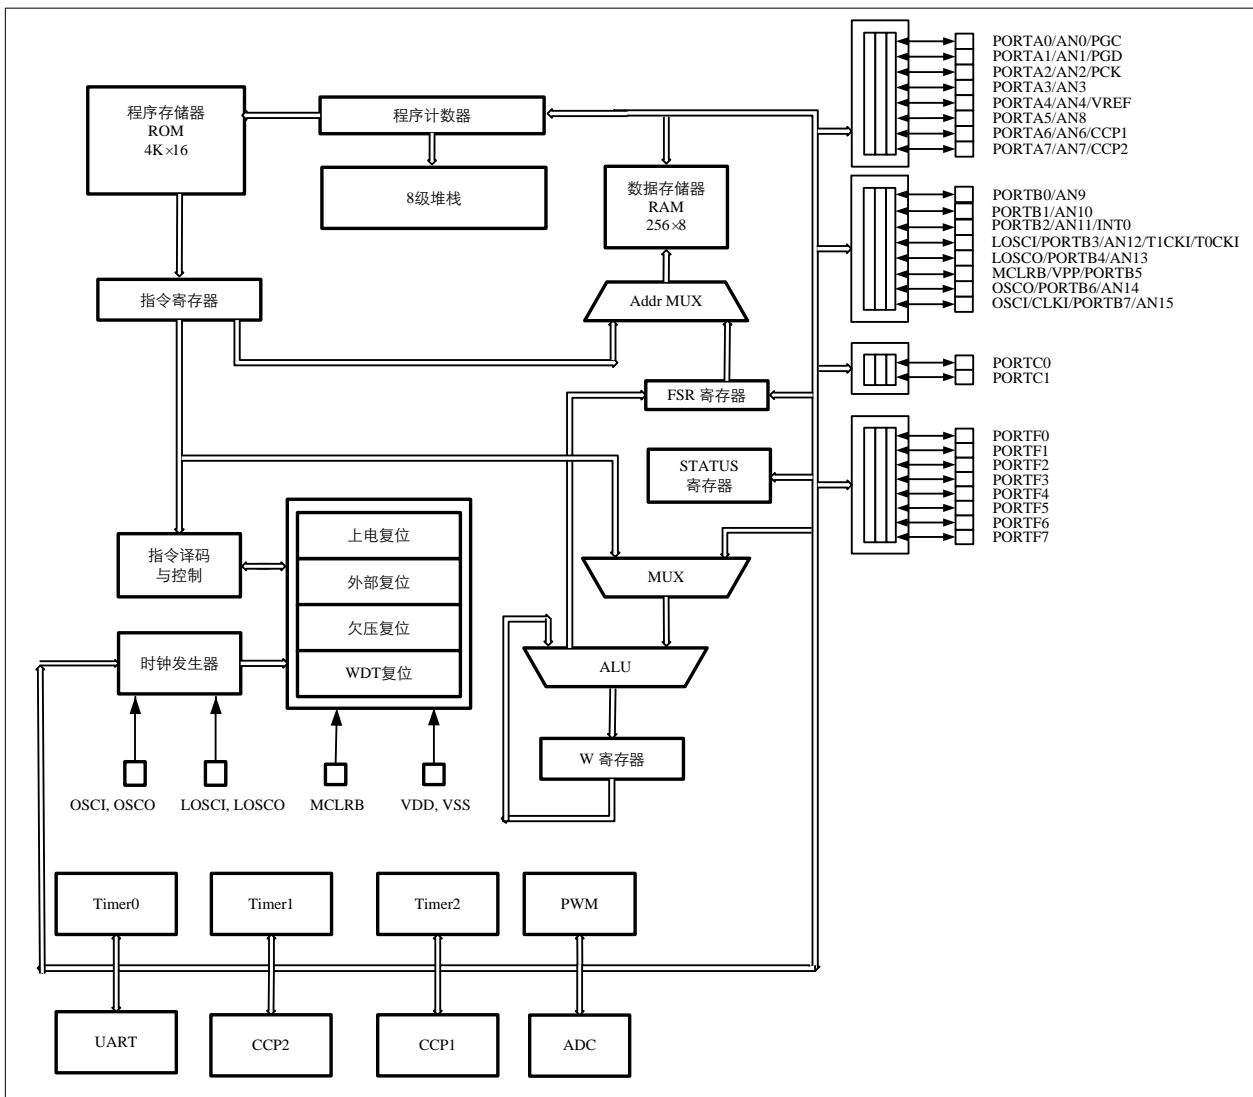 程序存储器
ROM
4K×16
程序计数器
8级堆栈
数据存储器
RAM
256×8
指令寄存器
Addr MUX
FSR 寄存器
STATUS
寄存器
指令译码
与控制
上电复位
外部复位
欠压复位
WDT复位
时钟发生器
MUX
ALU
W 寄存器
OSCI, OSCO
LOSCI, LOSCO
MCLRB
VDD, VSS
Timer0
Timer1
Timer2
PWM
UART
CCP2
CCP1
ADC
PORTA0/AN0/PGC
PORTA1/AN1/PGD
PORTA2/AN2/PCK
PORTA3/AN3
PORTA4/AN4/VREF
PORTA5/AN8
PORTA6/AN6/CCP1
PORTA7/AN7/CCP2
PORTB0/AN9
PORTB1/AN10
PORTB2/AN11/INT0
LOSCI/PORTB3/AN12/T1CKI/T0CKI
LOSCO/PORTB4/AN13
MCLRB/VPP/PORTB5
OSCO/PORTB6/AN14
OSCI/CLKI/PORTB7/AN15
PORTC0
PORTC1
PORTF0
PORTF1
PORTF2
PORTF3
PORTF4
PORTF5
PORTF6
PORTF7